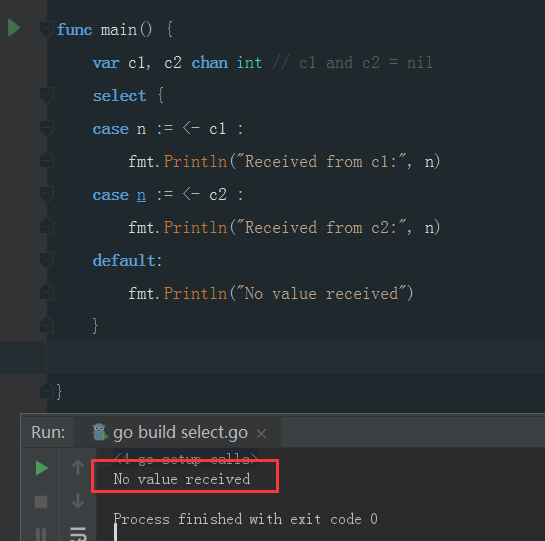 func main() {
var c1, c2 chan int // c1 and c2 = nil
select {
case n := <- c1 :
fmt.Println("Received from c1:", n)
case n := <- c2 :
fmt.Println("Received from c2:", n)
default:
fmt.Println("No value received")
}
}
Run: go build select.go ×
<4 go setup calls>
No value received
Process finished with exit code 0